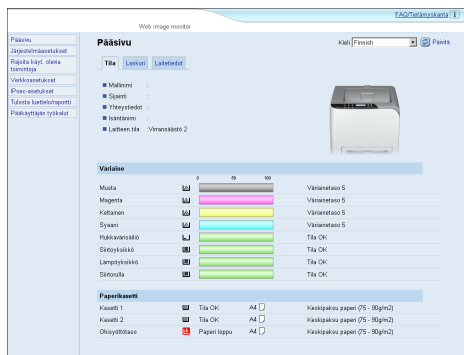 FAQ/Tietämyskanta
Web image monitor
Pääsivu
Järjestelmäasetukset
Rajoita käyt. olevia
toimintoja
Verkkoasetukset
IPsec-asetukset
Tulosta luettelo/raportti
Pääkäyttäjän työkalut
Pääsivu
Kieli: Finnish Päivitä
Tila Laskuri Laitetiedot
Mallinimi :
Sijainti :
Yhteystiedot :
Isäntänimi :
Laitteen tila :Virransäästö 2
Väriaine
0 50 100
Musta Väriainetaso 5
Magenta Väriainetaso 5
Keltainen Väriainetaso 5
Syaani Väriainetaso 5
Hukkavärisäiliö Tila OK
Siirtoyksikkö Tila OK
Lämpöyksikkö Tila OK
Siirtorulla Tila OK
Paperikasetti
Kasetti 1 Tila OK A4 Keskipaksu paperi (75 - 90g/m2)
Kasetti 2 Tila OK A4 Keskipaksu paperi (75 - 90g/m2)
Ohisyöttötaso Paperi loppu A4 Keskipaksu paperi (75 - 90g/m2)